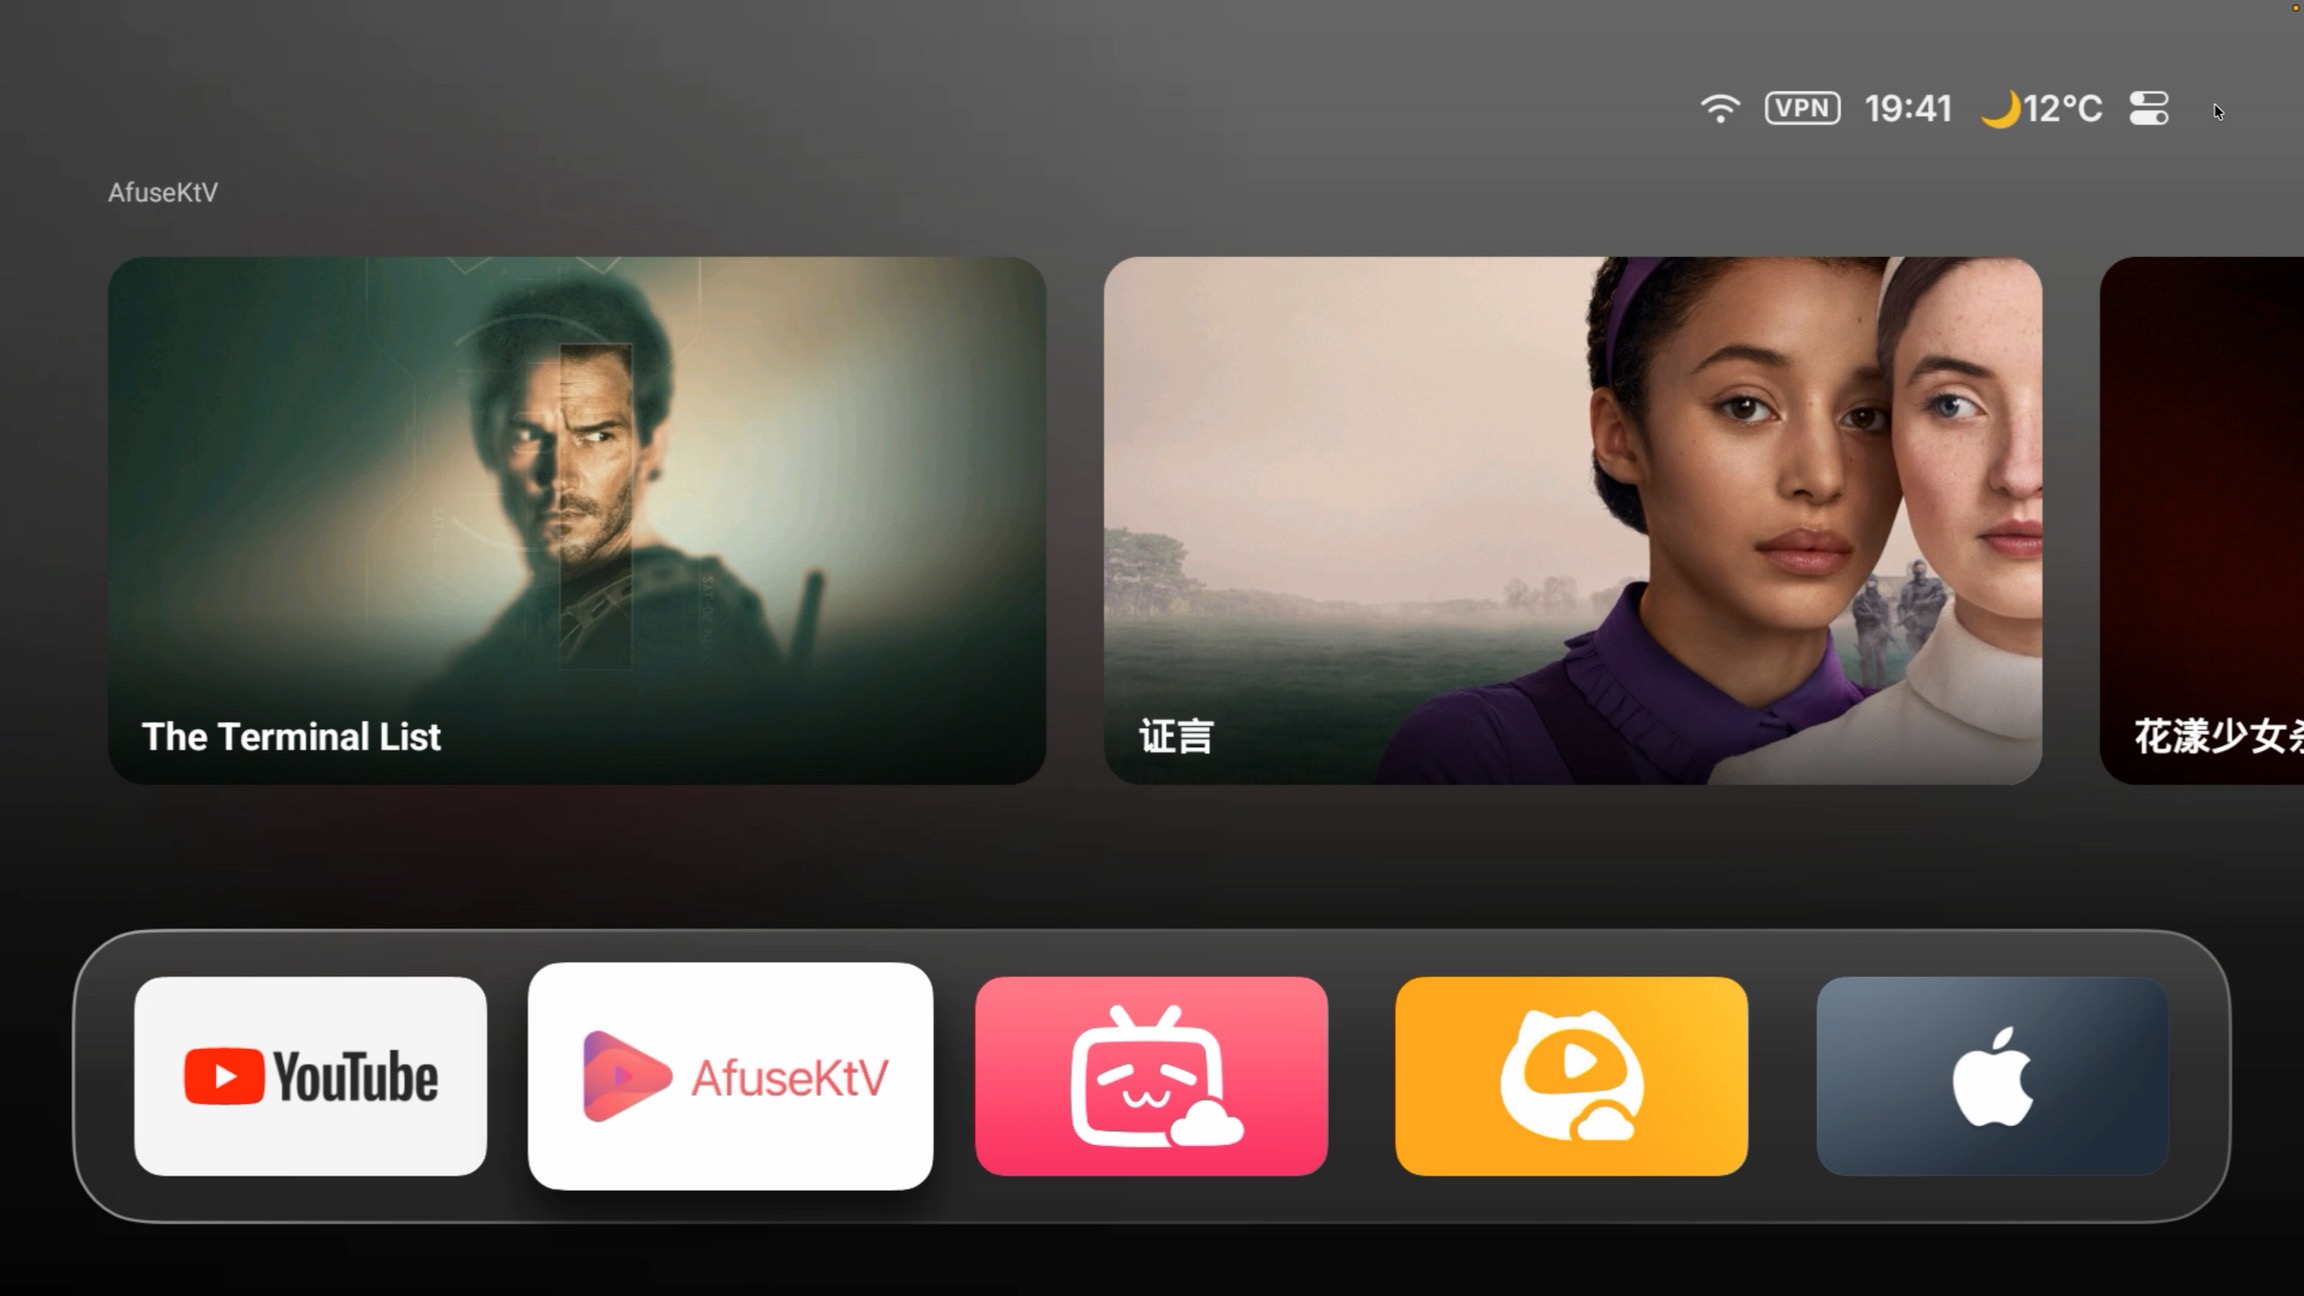 VPN 19:41 12°C
AfuseKtV
The Terminal List
证言
花漾少女
YouTube
AfuseKtV